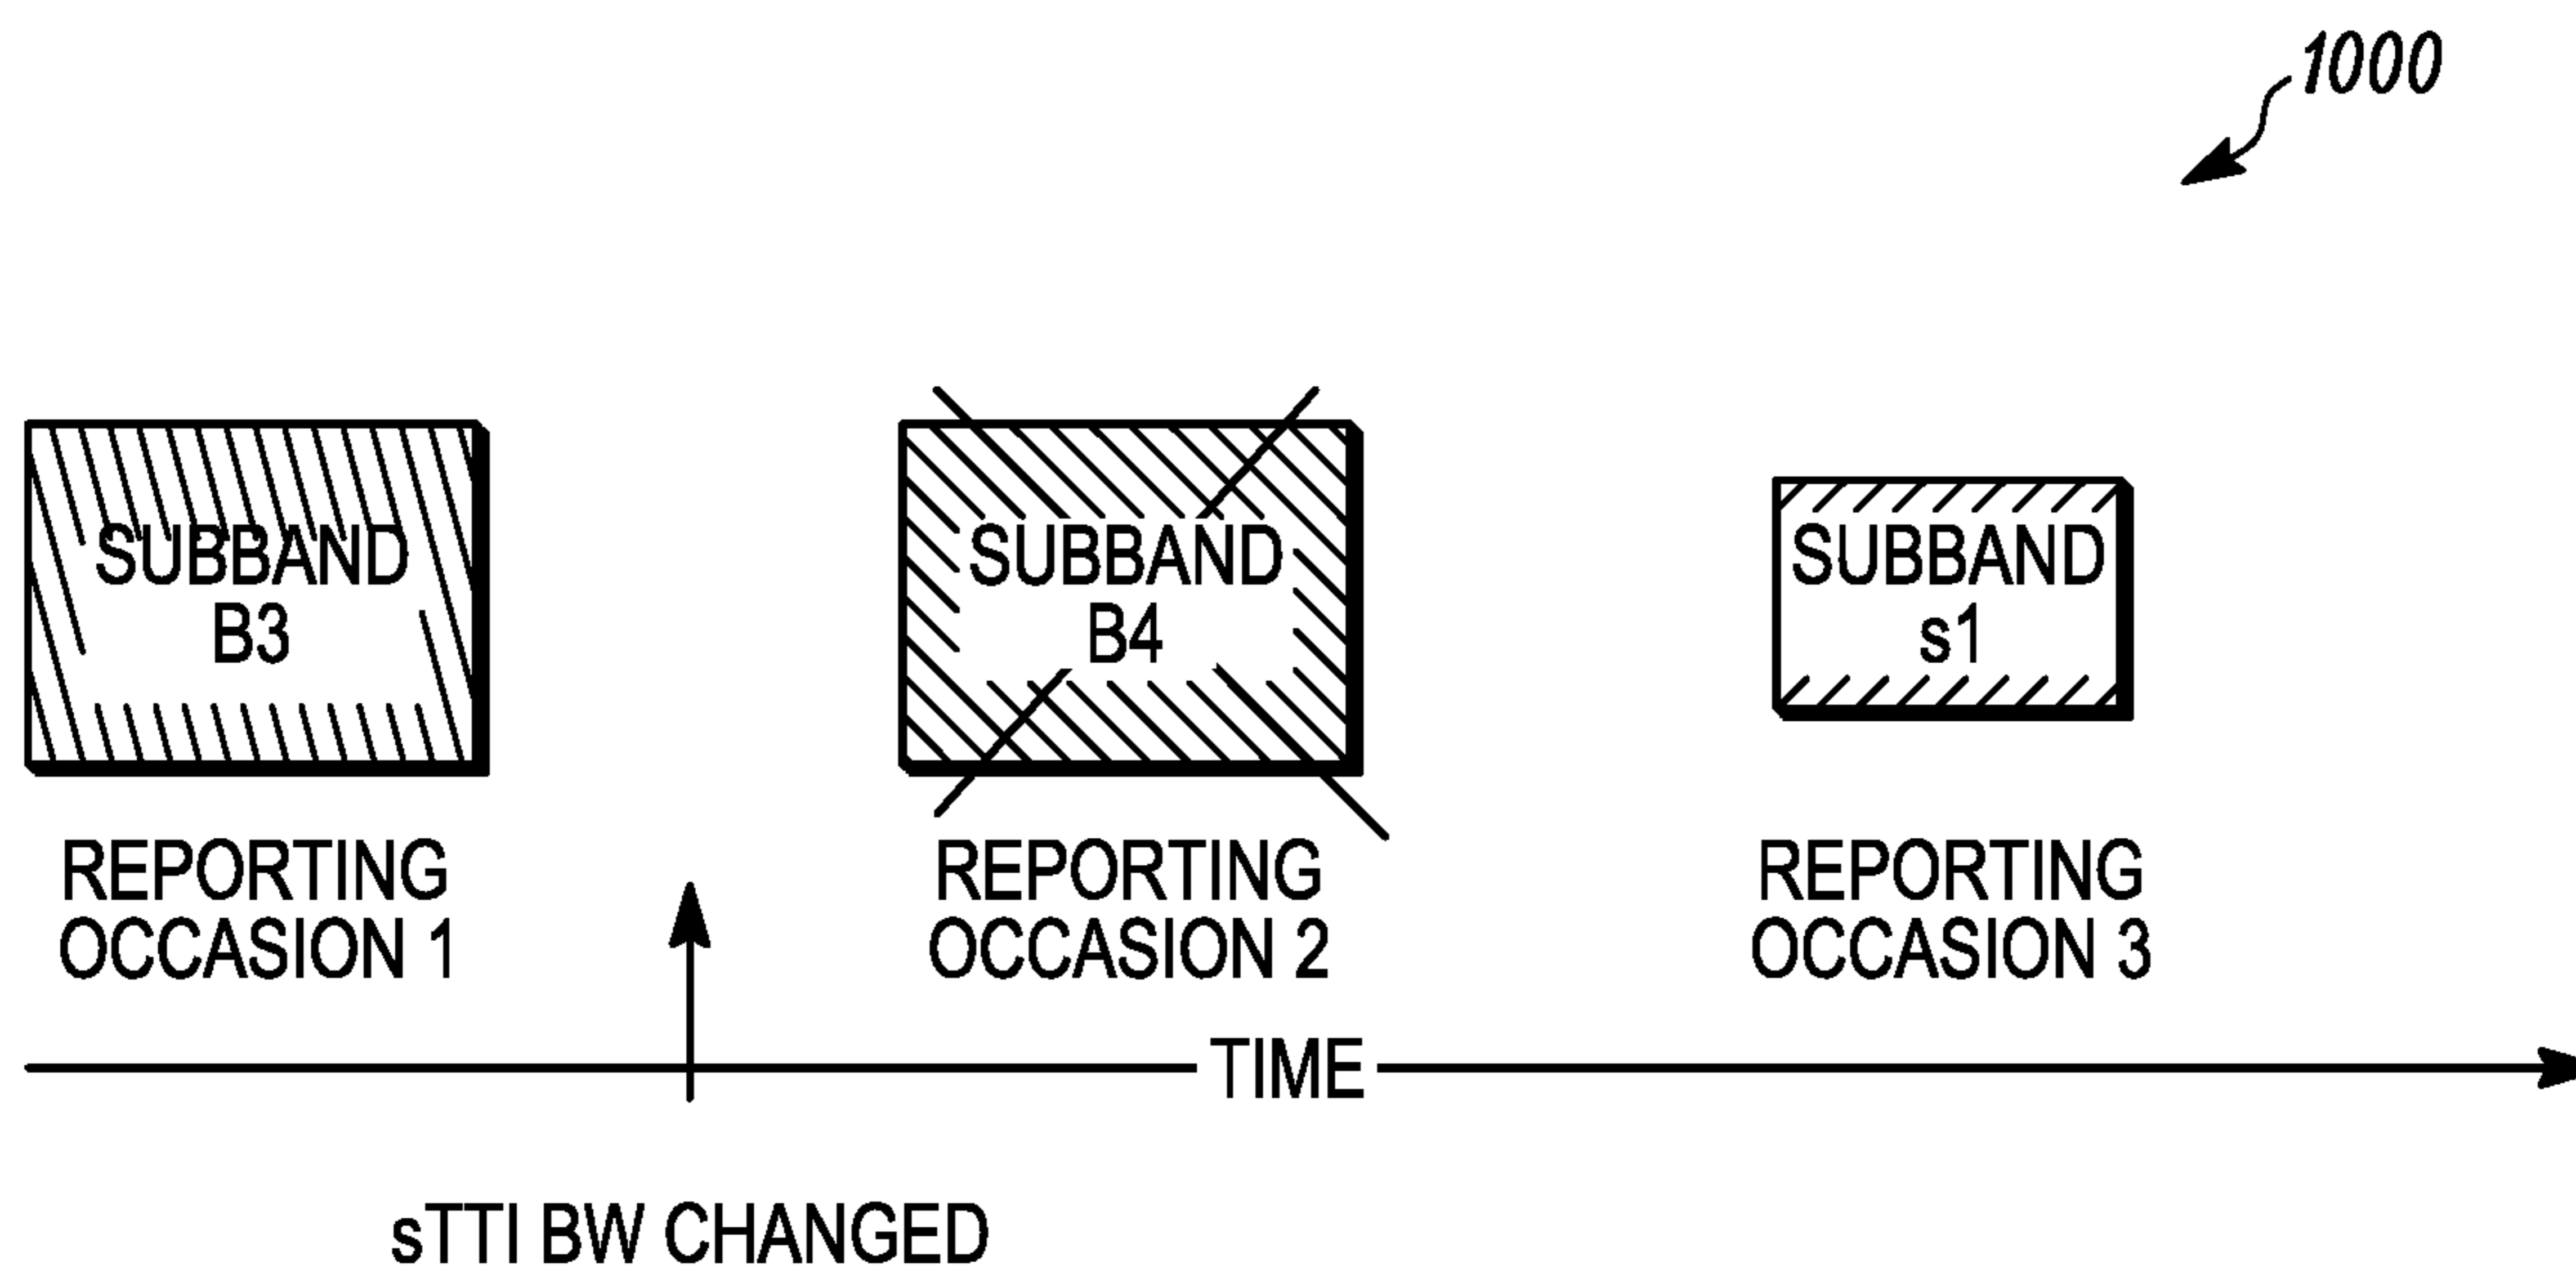 1000
SUBBAND
B3
SUBBAND
B4
SUBBAND
s1
REPORTING
OCCASION 1
REPORTING
OCCASION 2
REPORTING
OCCASION 3
TIME
sTTI BW CHANGED